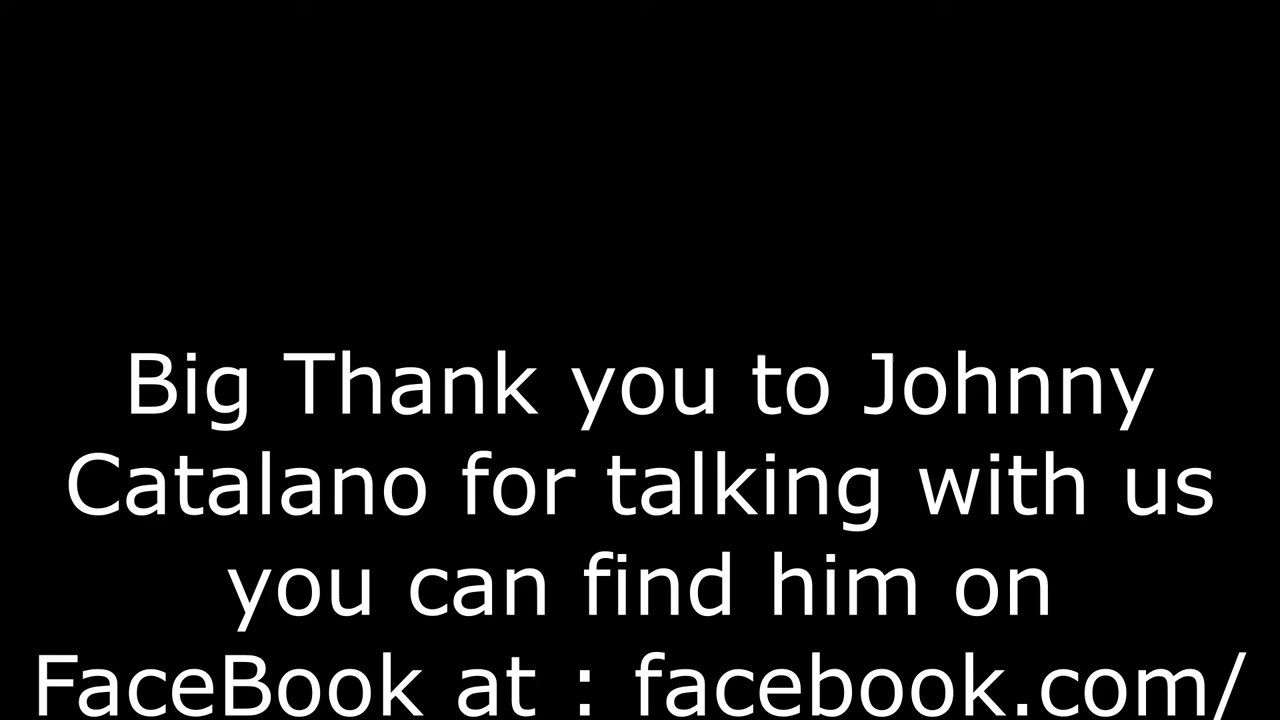 Big Thank you to Johnny
Catalano for talking with us
you can find him on
FaceBook at : facebook.com/